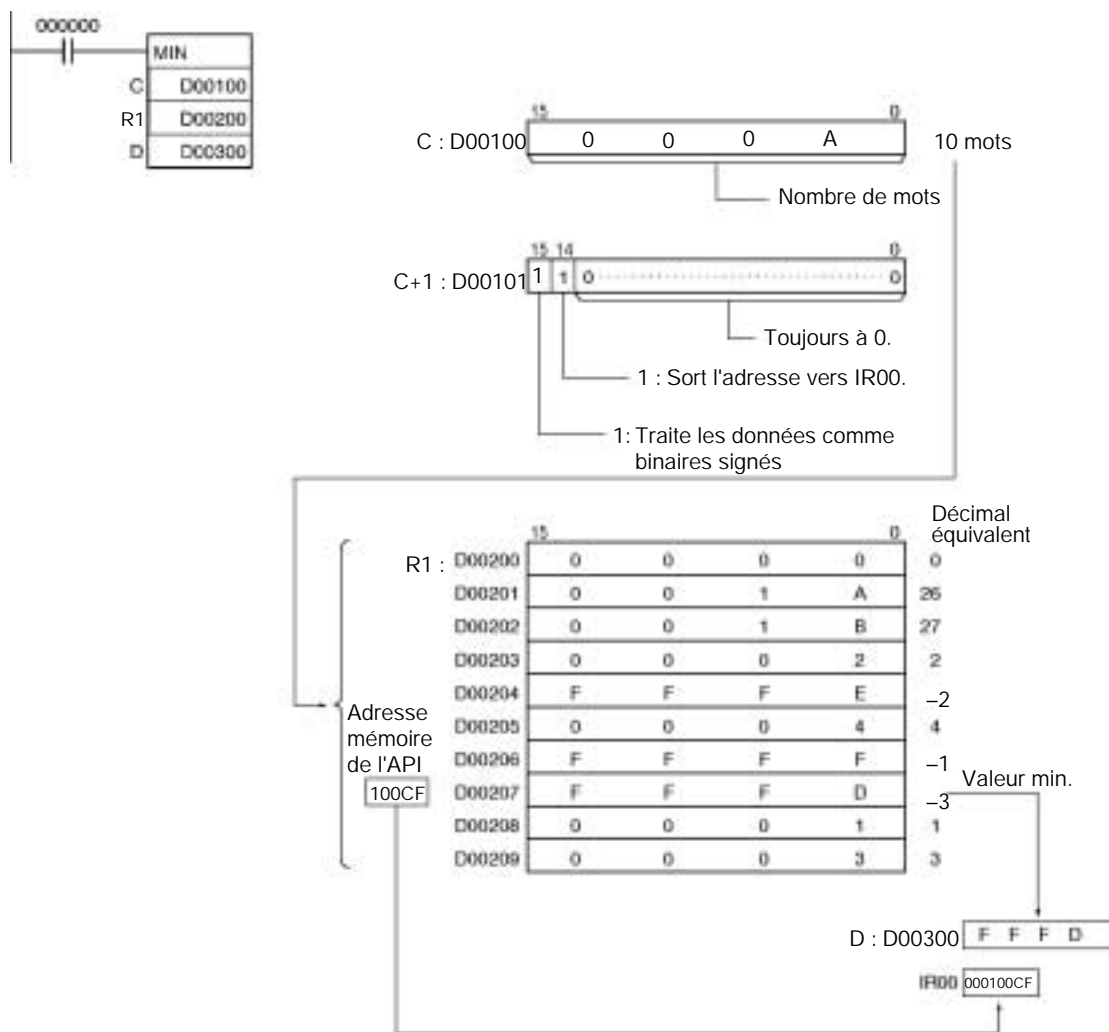 000000
MIN
C D00100
R1 D00200
D D00300
15 0
C : D00100 0 0 0 A 10 mots
Nombre de mots
15 14 0
C+1 : D00101 1 1 0 0
Toujours à 0.
1 : Sort l'adresse vers IR00.
1: Traite les données comme
binaires signés
Décimal
équivalent
15 0
R1 : D00200 0 0 0 0 0
D00201 0 0 1 A 26
D00202 0 0 1 B 27
D00203 0 0 0 2 2
D00204 F F F E –2
D00205 0 0 0 4 4
D00206 F F F F –1
D00207 F F F D –3
D00208 0 0 0 1 1
D00209 0 0 0 3 3
Adresse
mémoire
de l'API
100CF
Valeur min.
D : D00300 F F F D
IR00 000100CF